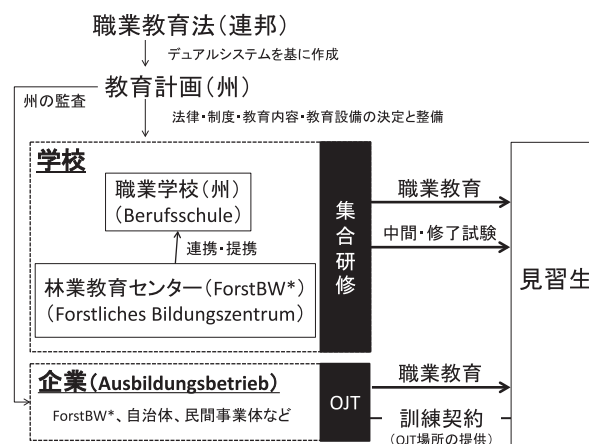 職業教育法(連邦)
デュアルシステムを基に作成
教育計画(州)
州の監査
法律・制度・教育内容・教育設備の決定と整備
学校
職業学校(州)
(Berufsschule)
連携・提携
林業教育センター(ForstBW*)
(Forstliches Bildungszentrum)
集合研修
職業教育
中間・修了試験
見習生
企業(Ausbildungsbetrieb)
ForstBW*、自治体、民間事業体など
OJT
職業教育
訓練契約
(OJT場所の提供)